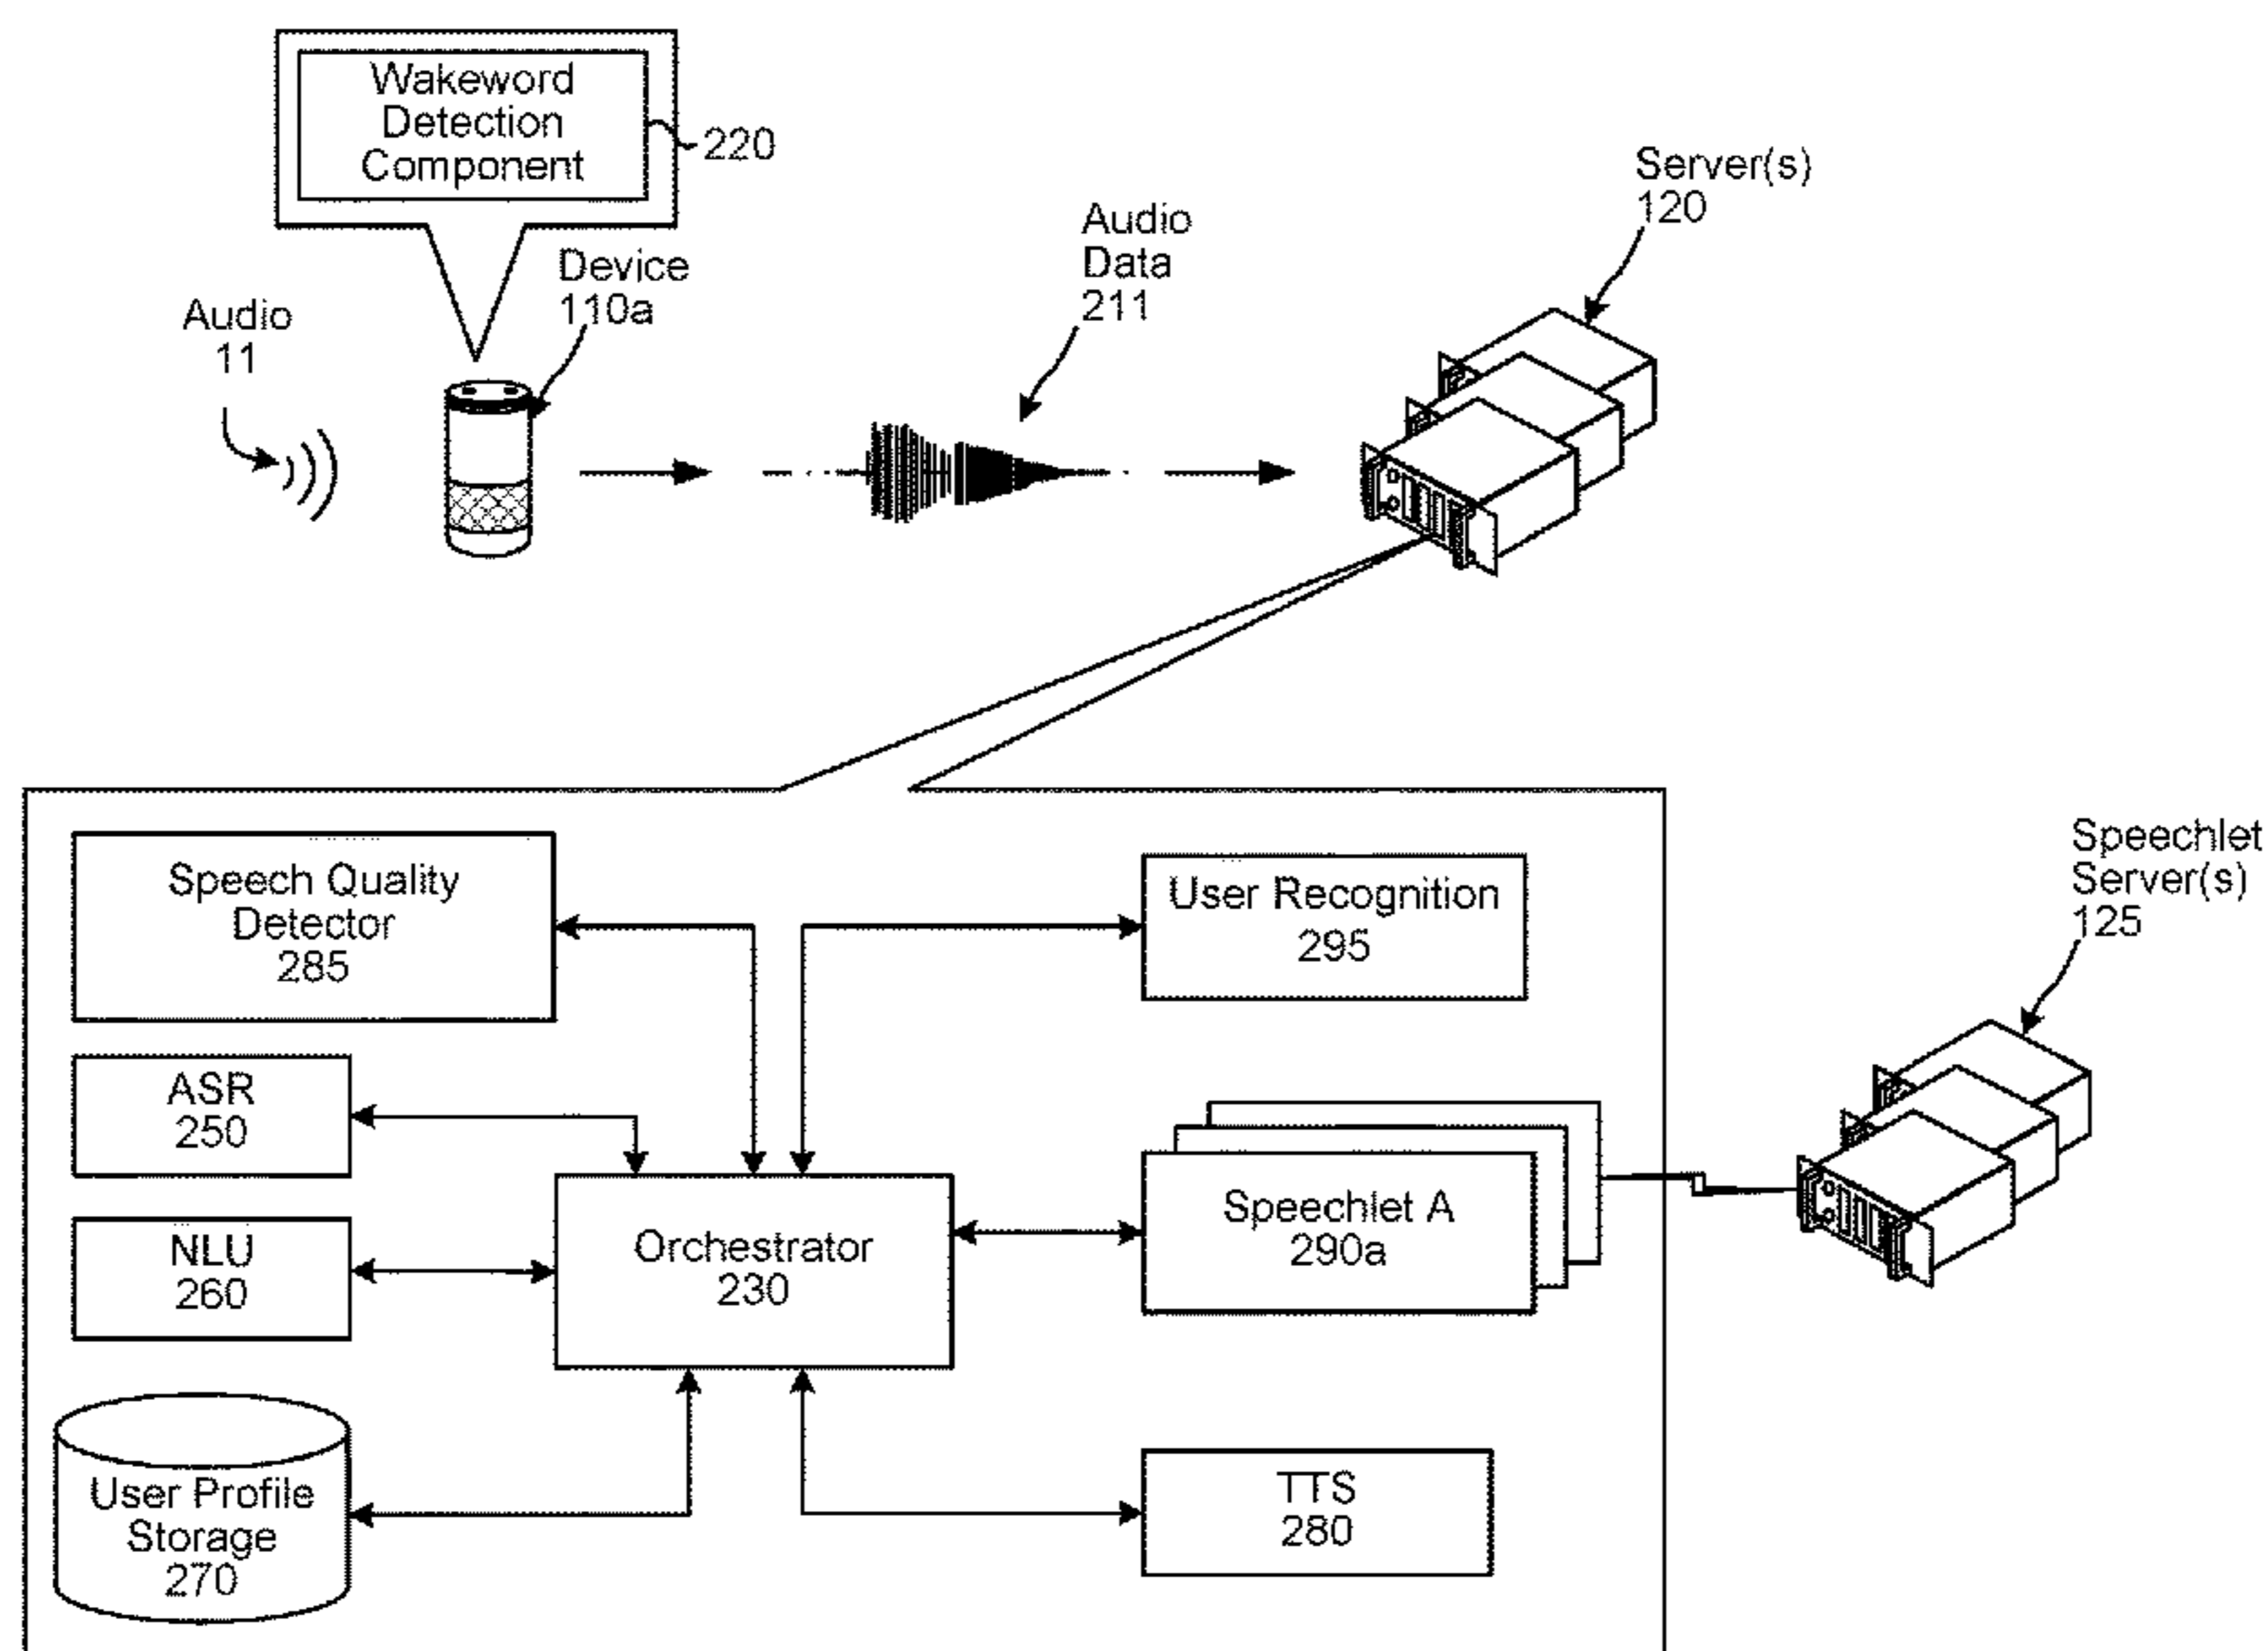 Wakeword
Detection
Component
220
Device
110a
Audio
11
Audio
Data
211
Server(s)
120
Speech Quality
Detector
285
User Recognition
295
Speechlet
Server(s)
125
ASR
250
Speechlet A
290a
NLU
260
Orchestrator
230
User Profile
Storage
270
TTS
280